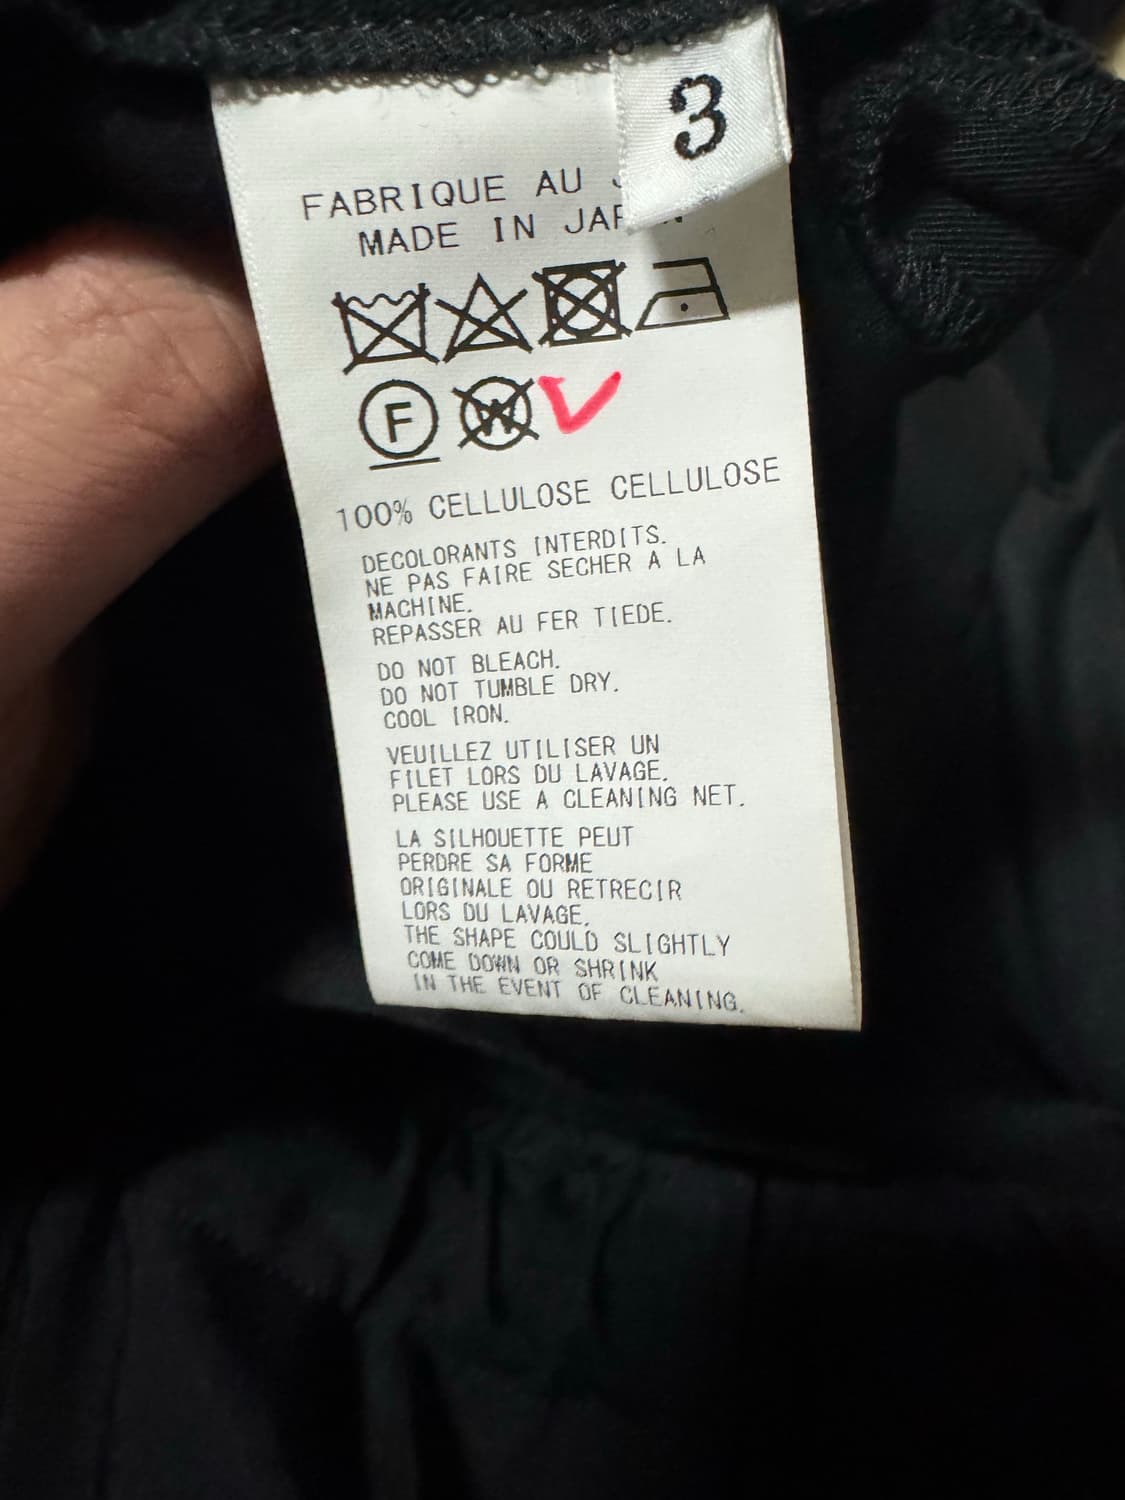 3
FABRIQUE AU
MADE IN
F
W
100% CELLULOSE CELLULOSE
DECOLORANTS INTERDITS.
NE PAS FAIRE SECHER A LA
MACHINE.
REPASSER AU FER TIEDE.
DO NOT BLEACH.
DO NOT TUMBLE DRY.
COOL IRON.
VEUILLEZ UTILISER UN
FILET LORS DU LAVAGE.
PLEASE USE A CLEANING NET.
LA SILHOUETTE PEUT
PERDRE SA FORME
ORIGINALE OU RETRECIR
LORS DU LAVAGE.
THE SHAPE COULD SLIGHTLY
COME DOWN OR SHRINK
IN THE EVENT OF CLEANING.